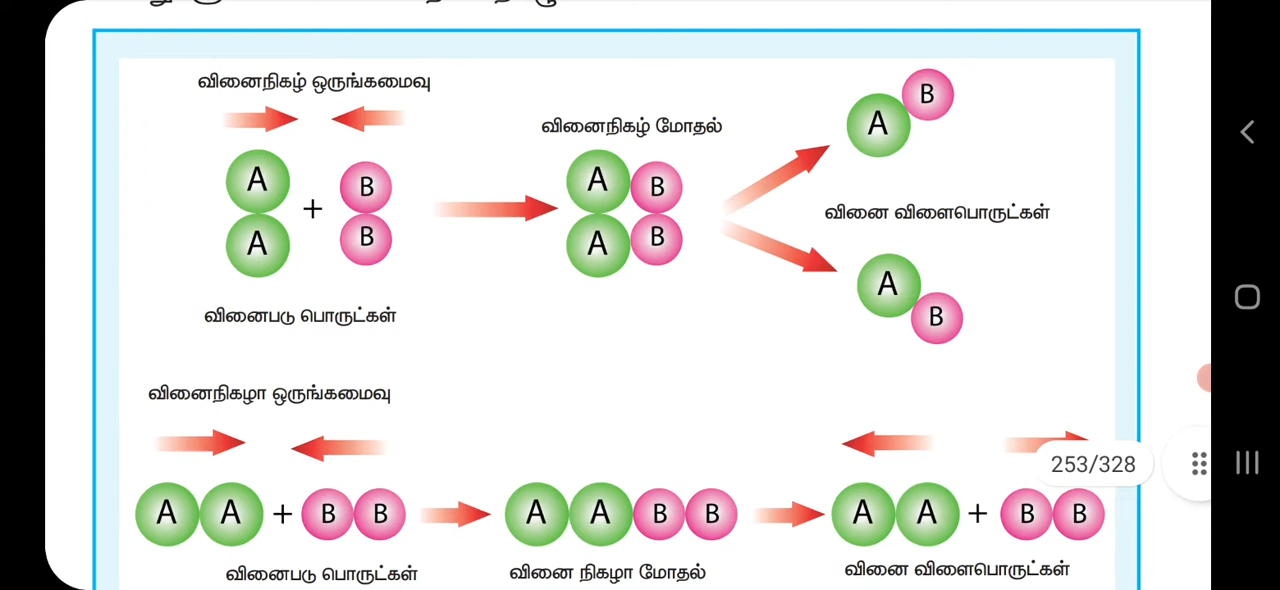 வினைநிகழ் ஒருங்கமைவு
வினைநிகழ் மோதல்
A B
A + B
A B
A B
A B
வினை விளைபொருட்கள்
A B
வினைபடு பொருட்கள்
வினைநிகழா ஒருங்கமைவு
253/328
A A + B B
A A B B
A A + B B
வினைபடு பொருட்கள்
வினை நிகழா மோதல்
வினை விளைபொருட்கள்